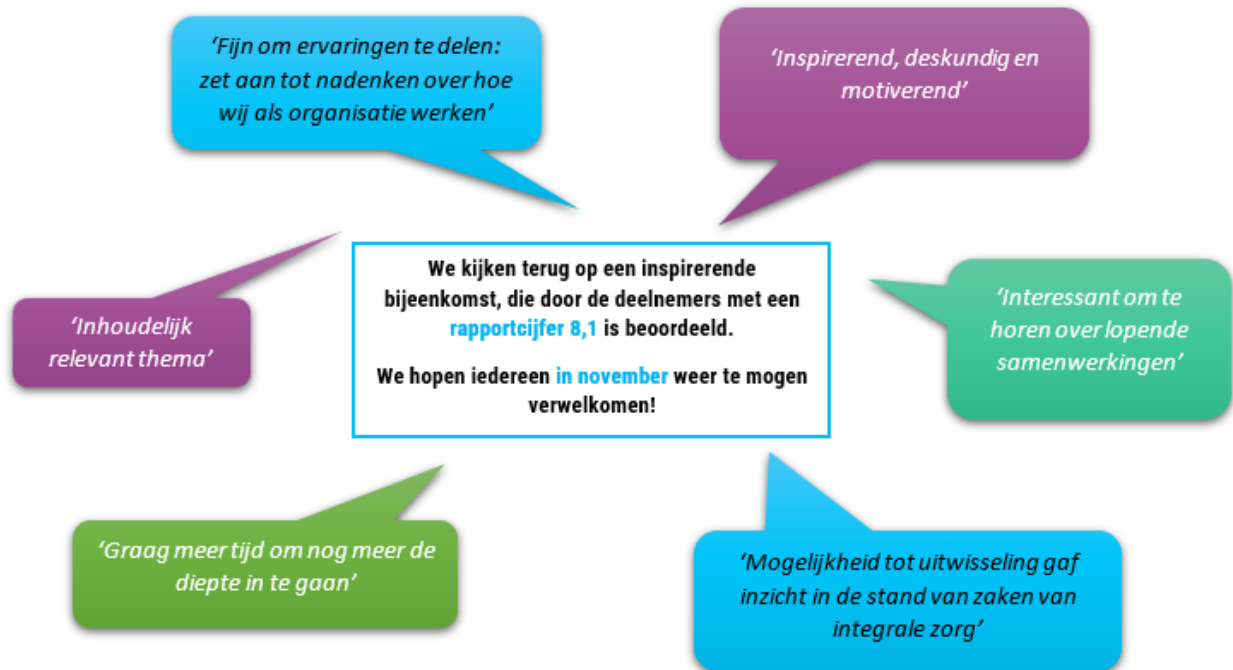 ‘Fijn om ervaringen te delen:
zet aan tot nadenken over hoe
wij als organisatie werken’
‘Inspirerend, deskundig en
motiverend’
‘Inhoudelijk
relevant thema’
We kijken terug op een inspirerende
bijeenkomst, die door de deelnemers met een
rapportcijfer 8,1 is beoordeeld.
We hopen iedereen in november weer te mogen
verwelkomen!
‘Interessant om te
horen over lopende
samenwerkingen’
‘Graag meer tijd om nog meer de
diepte in te gaan’
‘Mogelijkheid tot uitwisseling gaf
inzicht in de stand van zaken van
integrale zorg’